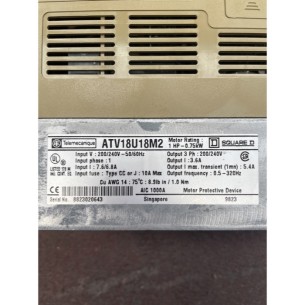 Telemecanique ATV18U18M2 Motor Rating : 1 HP-0.75kW SQUARE D
Input V : 200/240V-50/60Hz Output 3 Ph : 200/240V
Input phase : 1 Output I : 3.6A
Input I : 7.6/6.8A Output I max. transient (1mn) : 5.4A
Input fuse : Type CC or J : 10A Max Output frequency : 0.5-320Hz
Cu AWG 14 : 75°C : 8.9lb in / 1.0 Nm
AIC 1000A Motor Protective Device
Serial No. Singapore